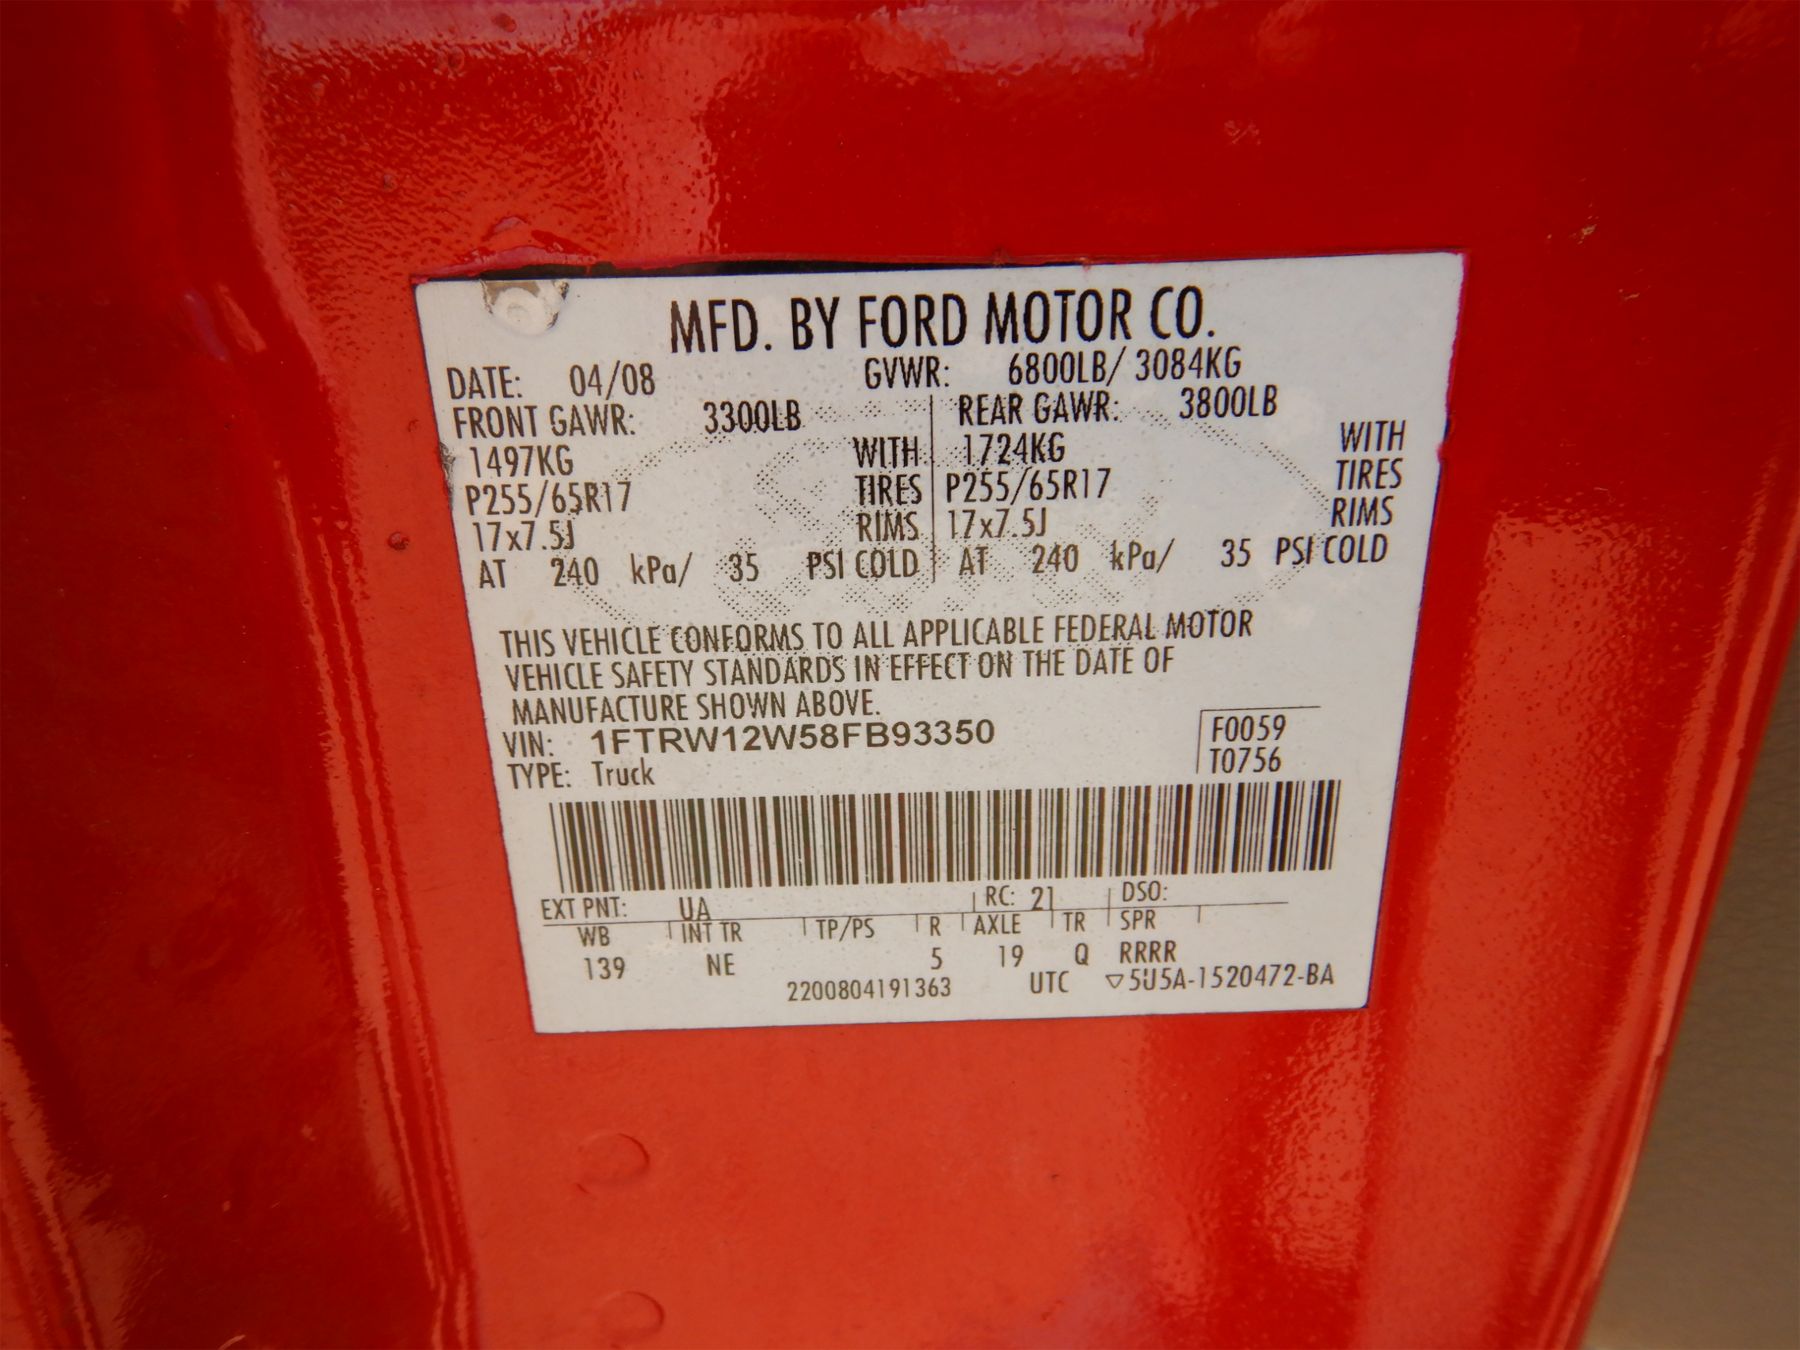 MFD. BY FORD MOTOR CO.
DATE: 04/08 GVWR: 6800LB/ 3084KG
FRONT GAWR: 3300LB REAR GAWR: 3800LB
1497KG WITH 1724KG WITH
P255/65R17 TIRES P255/65R17 TIRES
17x7.5J RIMS 17x7.5J RIMS
AT 240 kPa/ 35 PSI COLD AT 240 kPa/ 35 PSI COLD
THIS VEHICLE CONFORMS TO ALL APPLICABLE FEDERAL MOTOR
VEHICLE SAFETY STANDARDS IN EFFECT ON THE DATE OF
MANUFACTURE SHOWN ABOVE.
VIN: 1FTRW12W58FB93350 F0059
TYPE: Truck T0756
EXT PNT: UA RC: 21 DSO:
WB INT TR TP/PS R AXLE TR SPR
139 NE 5 19 Q RRRR
2200804191363 UTC ▽5U5A-1520472-BA